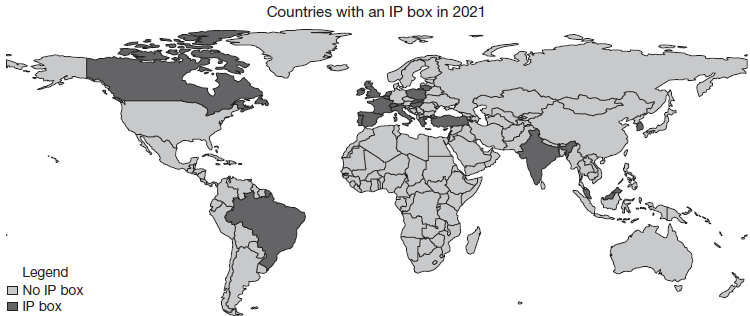 Countries with an IP box in 2021
Legend
No IP box
IP box